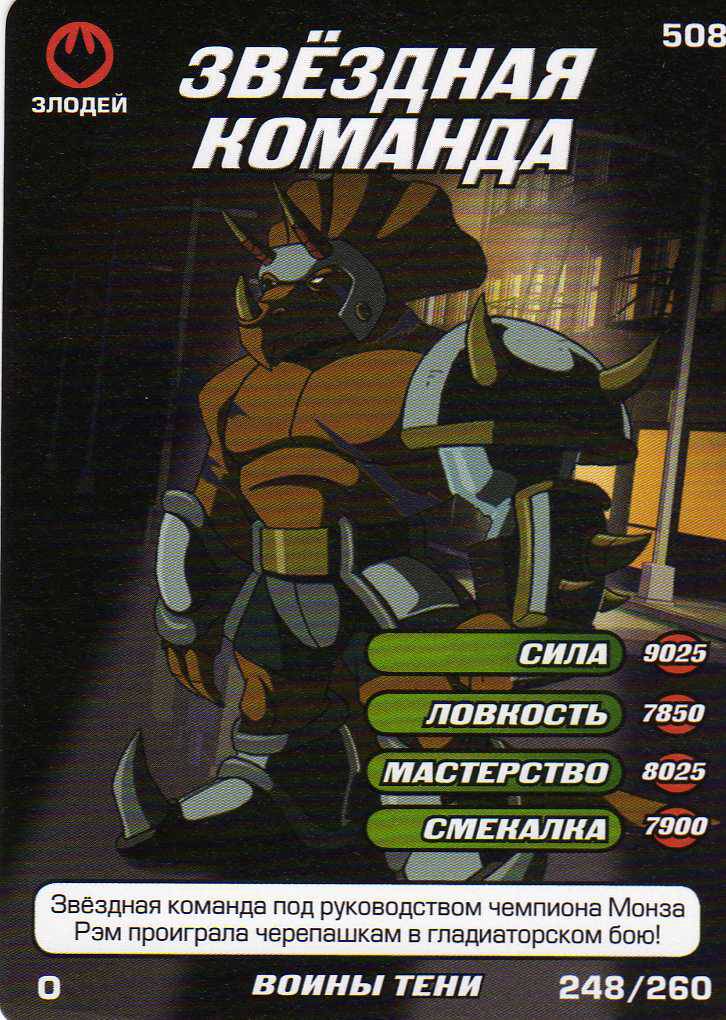 508
ЗЛОДЕЙ
ЗВЁЗДНАЯ
КОМАНДА
СИЛА 9025
ЛОВКОСТЬ 7850
МАСТЕРСТВО 8025
СМЕКАЛКА 7900
Звёздная команда под руководством чемпиона Монза
Рэм проиграла черепашкам в гладиаторском бою!
0 ВОИНЫ ТЕНИ 248/260